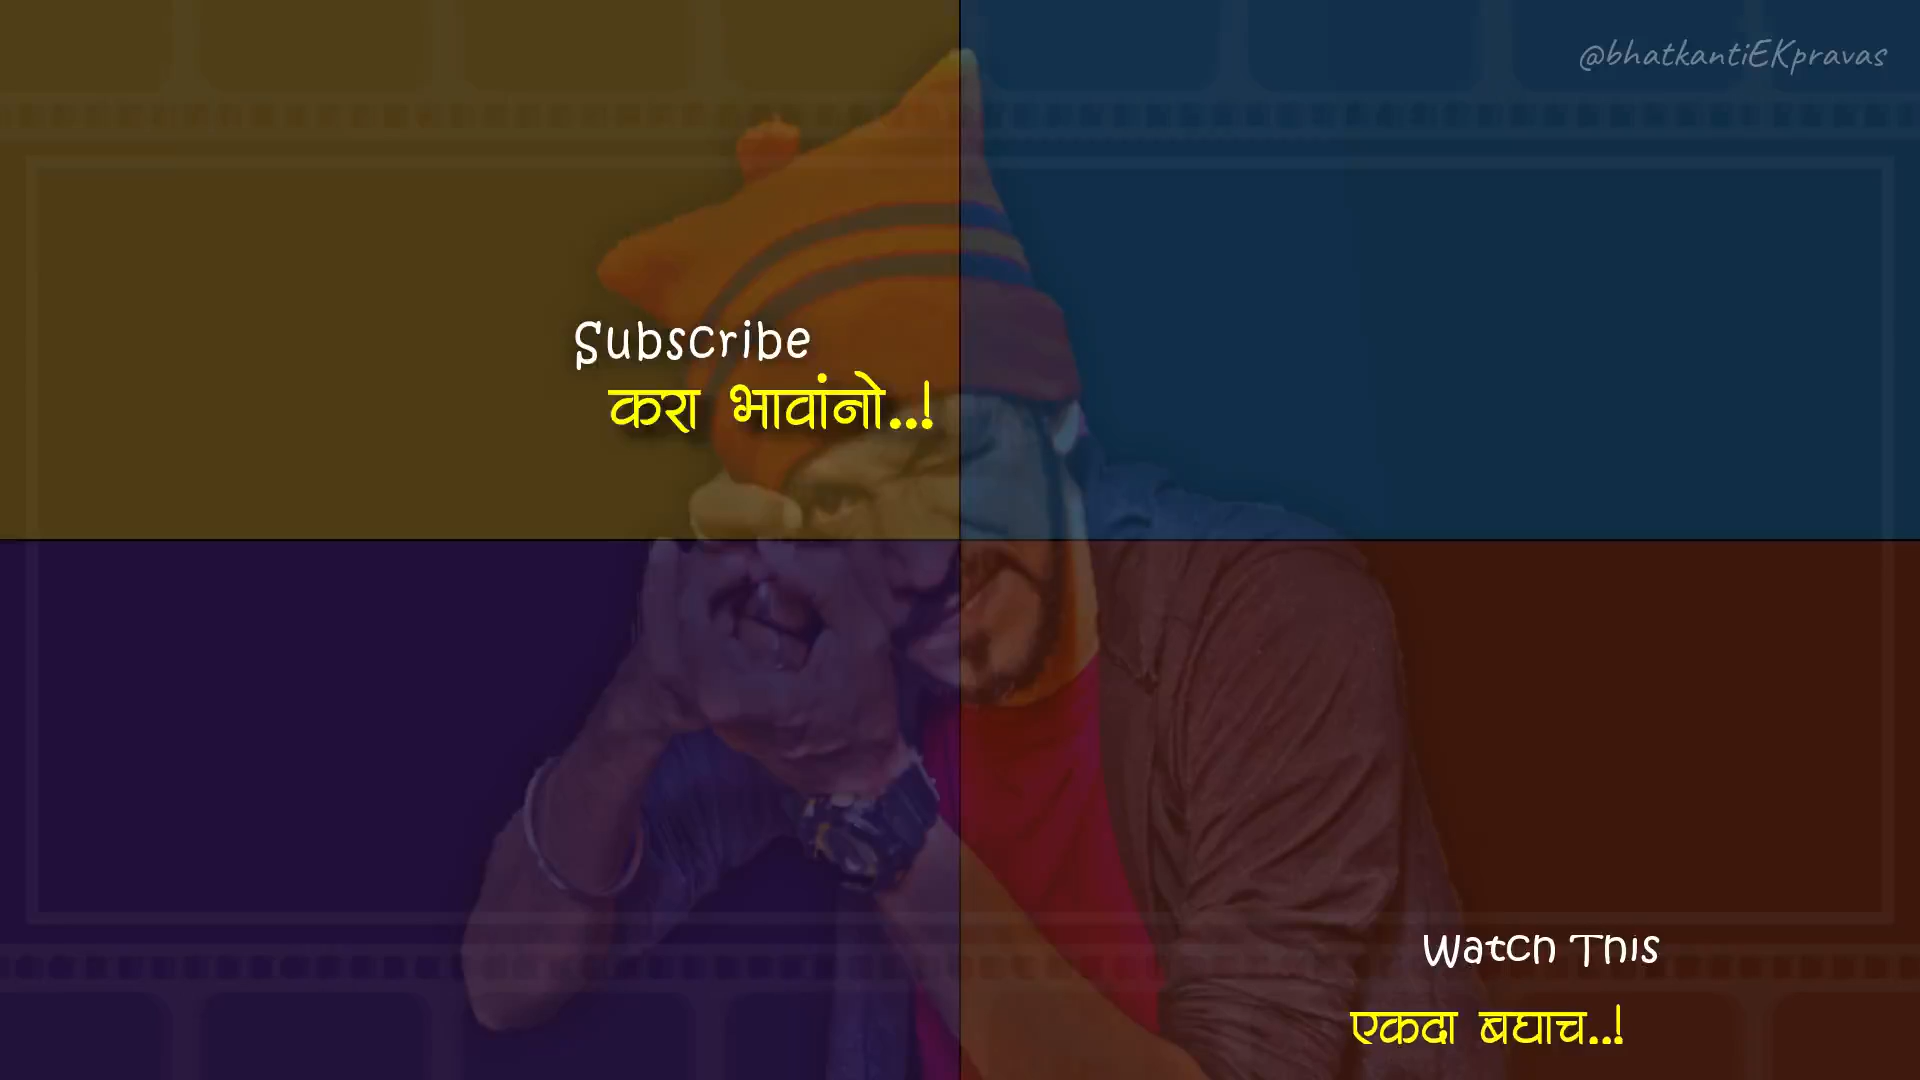 @bhatkantiEKpravas
Subscribe
करा भावांनो..!
Watch This
एकदा बघाच..!